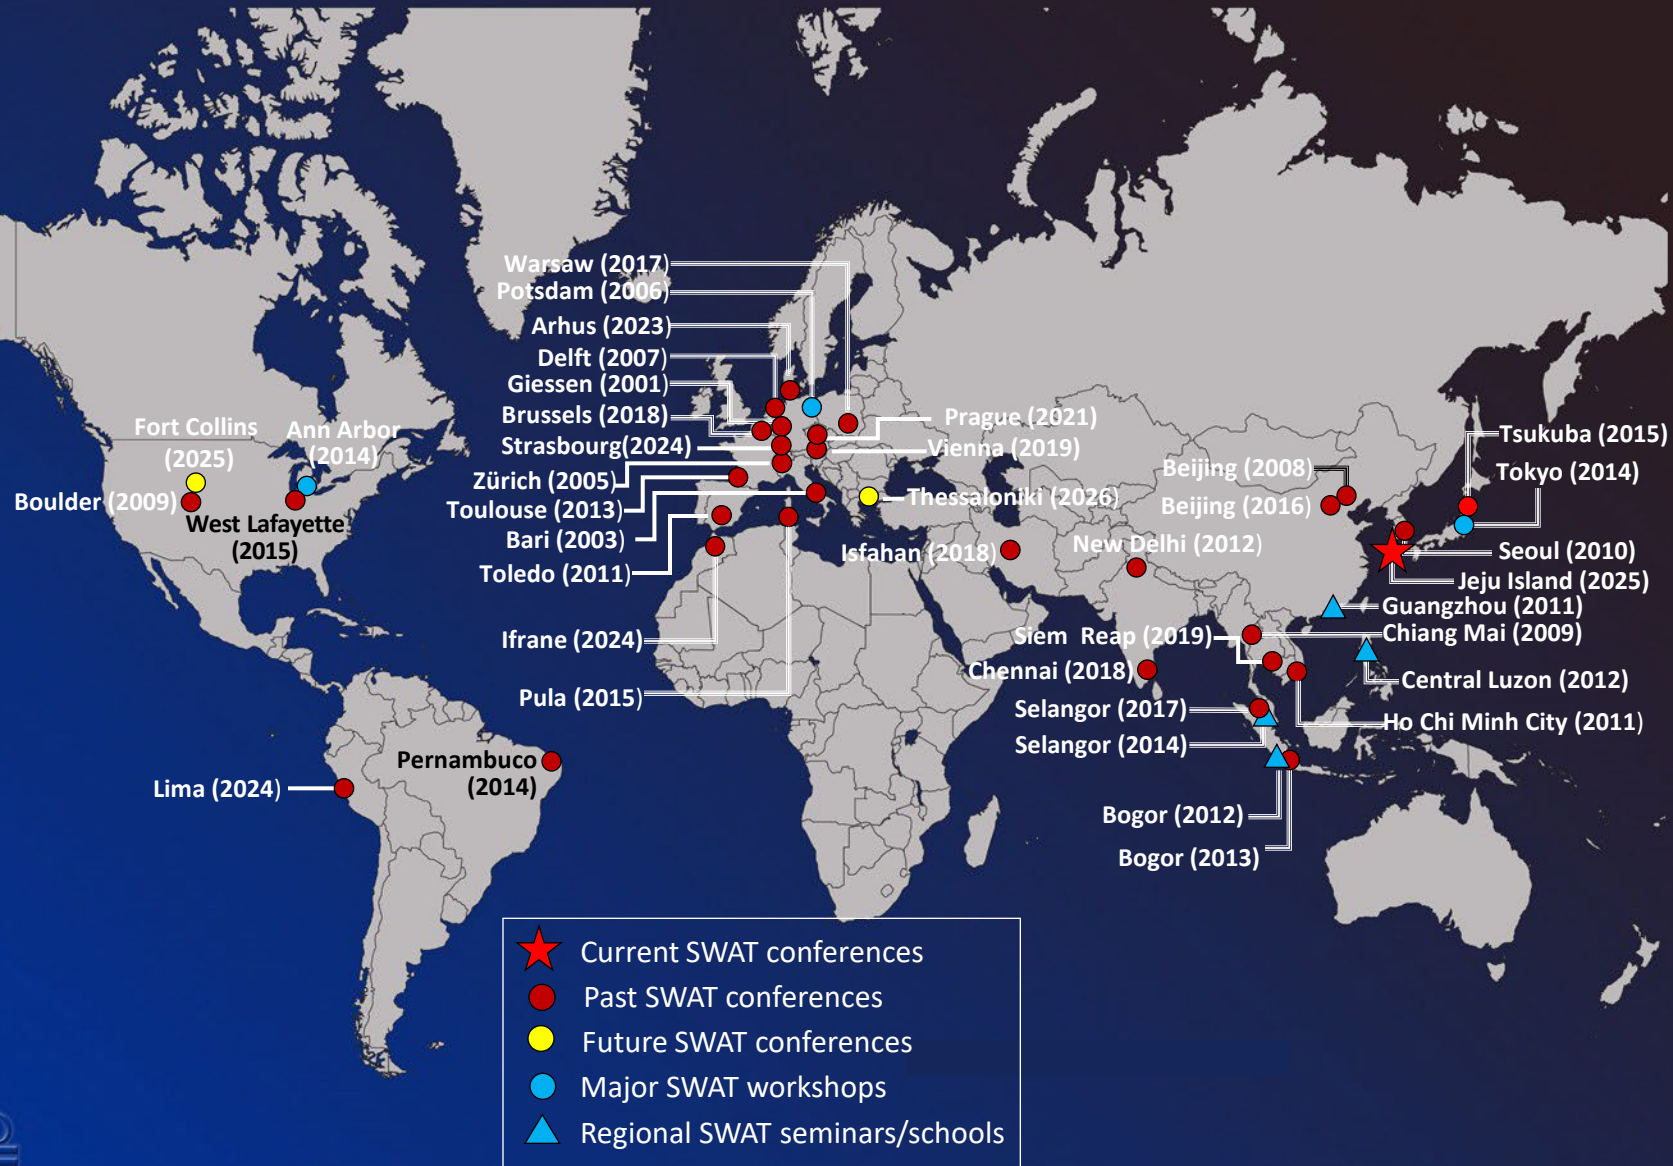 Warsaw (2017)
Potsdam (2006)
Arhus (2023)
Delft (2007)
Giessen (2001)
Brussels (2018)
Strasbourg(2024)
Zürich (2005)
Toulouse (2013)
Bari (2003)
Toledo (2011)
Ifrane (2024)
Pula (2015)
Fort Collins
(2025)
Ann Arbor
(2014)
Boulder (2009)
West Lafayette
(2015)
Lima (2024)
Pernambuco
(2014)
Prague (2021)
Vienna (2019)
Thessaloniki (2026)
Isfahan (2018)
New Delhi (2012)
Beijing (2008)
Beijing (2016)
Tsukuba (2015)
Tokyo (2014)
Seoul (2010)
Jeju Island (2025)
Guangzhou (2011)
Chiang Mai (2009)
Central Luzon (2012)
Ho Chi Minh City (2011)
Siem Reap (2019)
Chennai (2018)
Selangor (2017)
Selangor (2014)
Bogor (2012)
Bogor (2013)
Current SWAT conferences
Past SWAT conferences
Future SWAT conferences
Major SWAT workshops
Regional SWAT seminars/schools